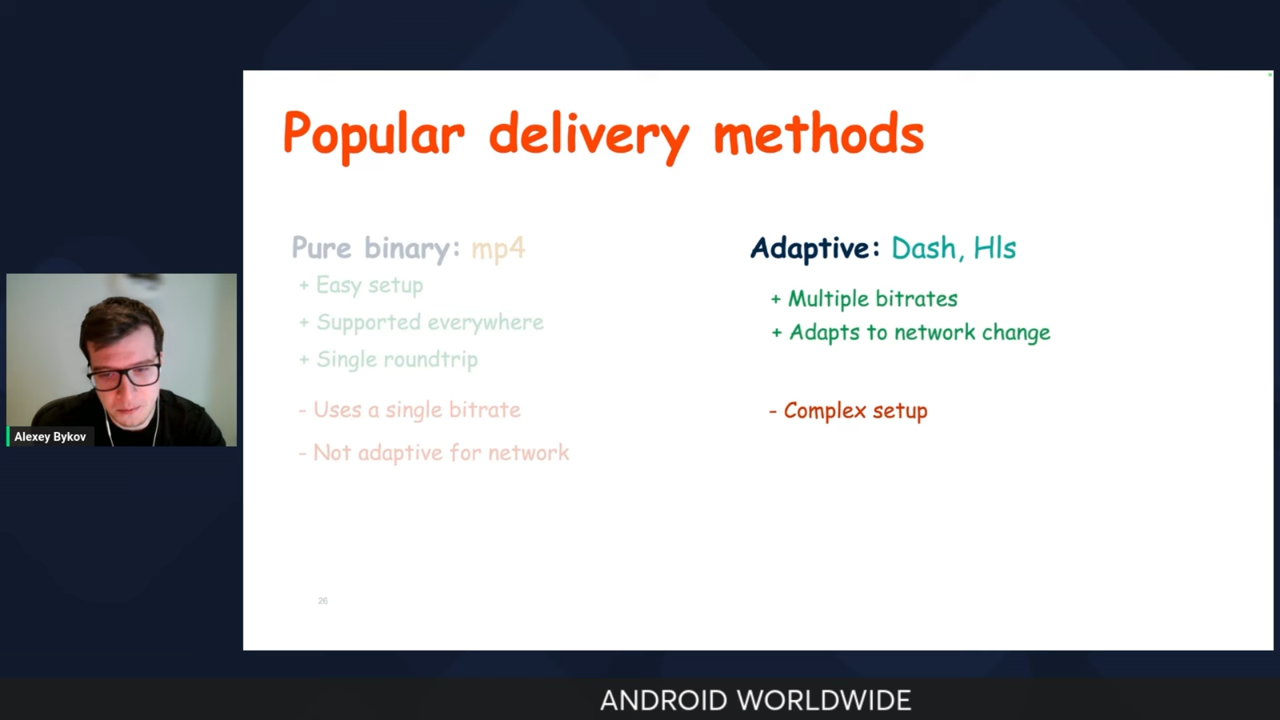 Popular delivery methods
Pure binary: mp4
+ Easy setup
+ Supported everywhere
+ Single roundtrip
- Uses a single bitrate
- Not adaptive for network
Adaptive: Dash, Hls
+ Multiple bitrates
+ Adapts to network change
- Complex setup
26
Alexey Bykov
ANDROID WORLDWIDE